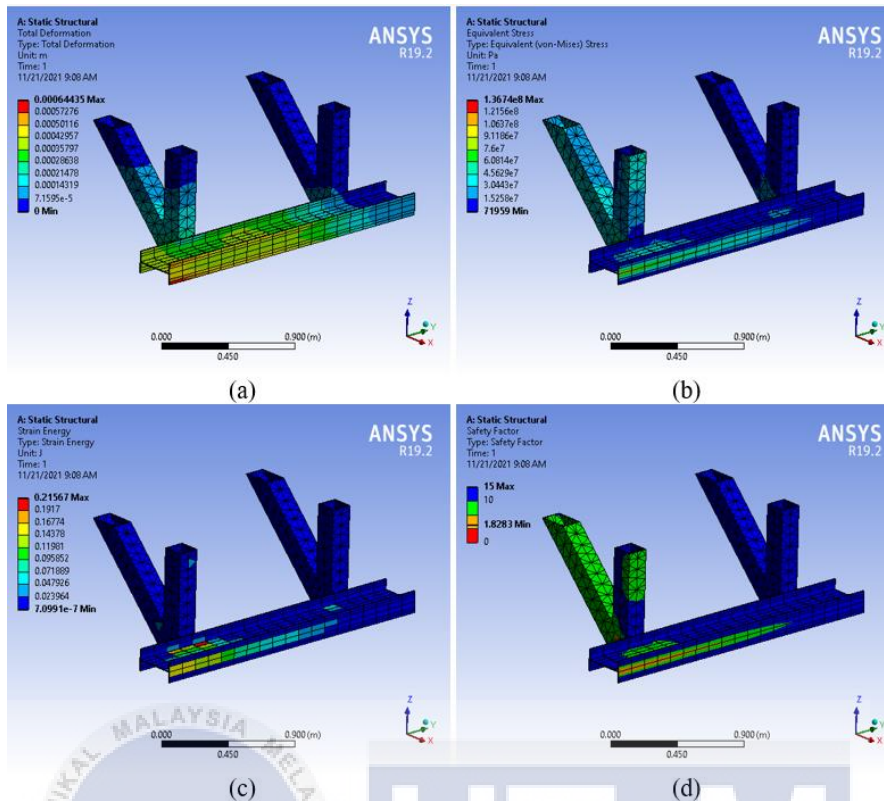 A: Static Structural
Total Deformation
Type: Total Deformation
Unit: m
Time: 1
11/21/2021 9:08 AM
ANSYS
R19.2
0.00064435 Max
0.00057276
0.00050116
0.00042957
0.00035797
0.00028638
0.00021478
0.00014319
7.1595e-5
0 Min
Z
Y
X
0.000
0.900 (m)
0.450
(a)
A: Static Structural
Equivalent Stress
Type: Equivalent (von-Mises) Stress
Unit: Pa
Time: 1
11/21/2021 9:08 AM
ANSYS
R19.2
1.3674e8 Max
1.2156e8
1.0637e8
9.1186e7
7.6e7
6.0814e7
4.5629e7
3.0443e7
1.5258e7
71959 Min
Z
Y
X
0.000
0.900 (m)
0.450
(b)
A: Static Structural
Strain Energy
Type: Strain Energy
Unit: J
Time: 1
11/21/2021 9:08 AM
ANSYS
R19.2
0.21567 Max
0.1917
0.16774
0.14378
0.11981
0.095852
0.071889
0.047926
0.023964
7.0991e-7 Min
Z
Y
X
0.000
0.900 (m)
0.450
(c)
A: Static Structural
Safety Factor
Type: Safety Factor
Time: 1
11/21/2021 9:08 AM
ANSYS
R19.2
15 Max
10
1.8283 Min
0
Z
Y
X
0.000
0.900 (m)
0.450
(d)
MALAYSIA